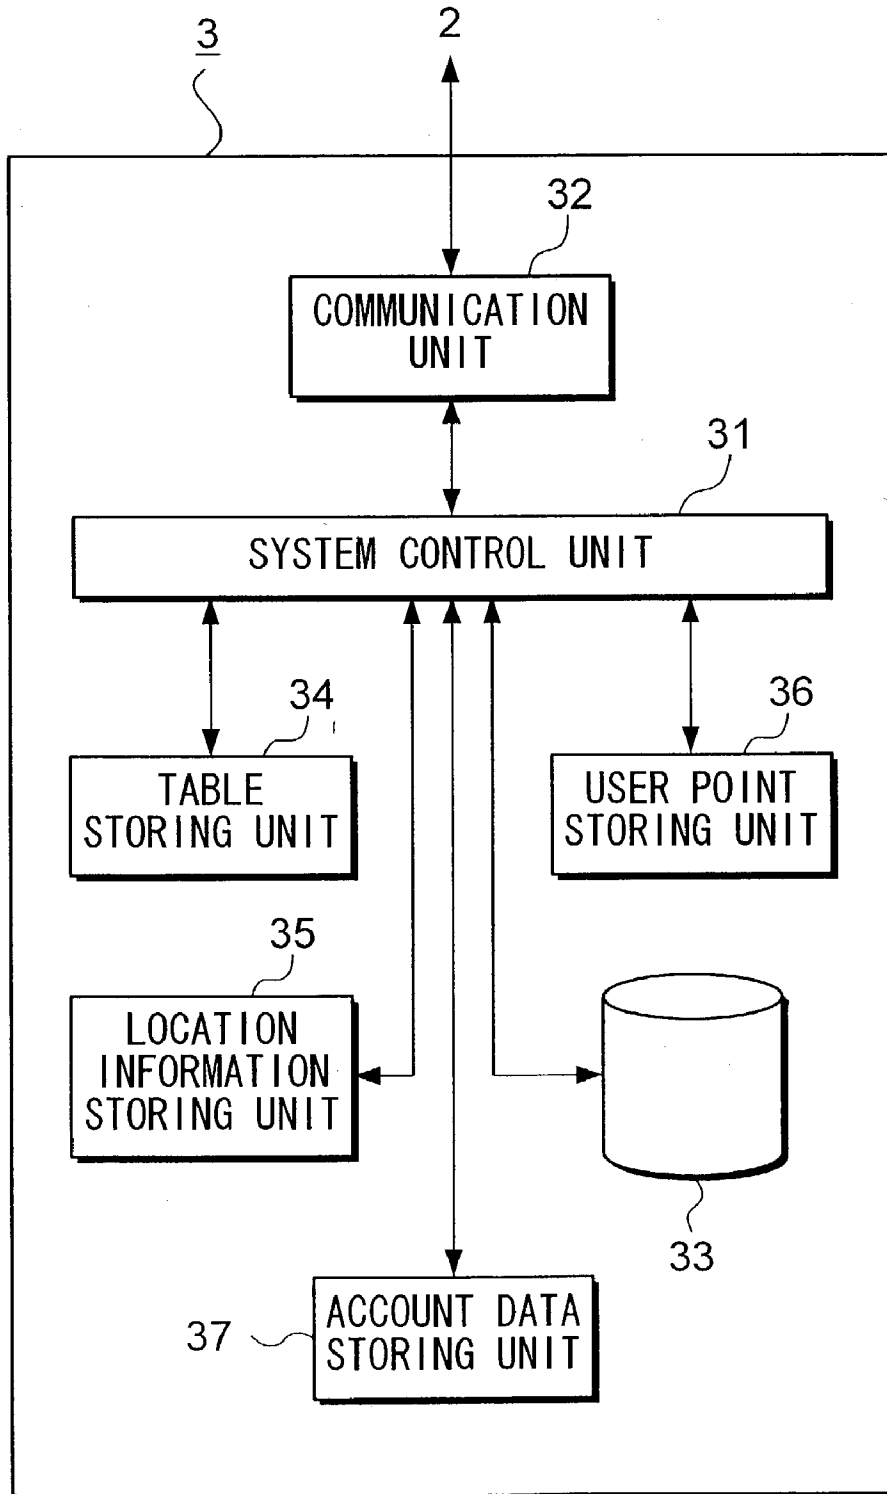 3
2
32
COMMUNICATION
UNIT
31
SYSTEM CONTROL UNIT
34
TABLE
STORING UNIT
36
USER POINT
STORING UNIT
35
LOCATION
INFORMATION
STORING UNIT
33
37
ACCOUNT DATA
STORING UNIT